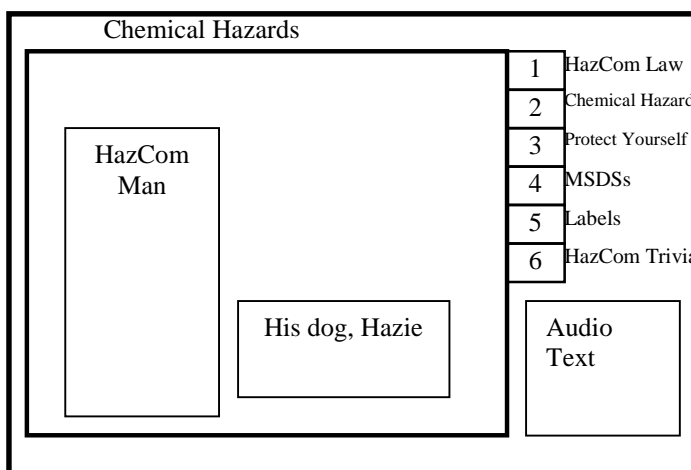 Chemical Hazards
HazCom
Man
His dog, Hazie
1 HazCom Law
2 Chemical Hazard
3 Protect Yourself
4 MSDSs
5 Labels
6 HazCom Trivia
Audio
Text